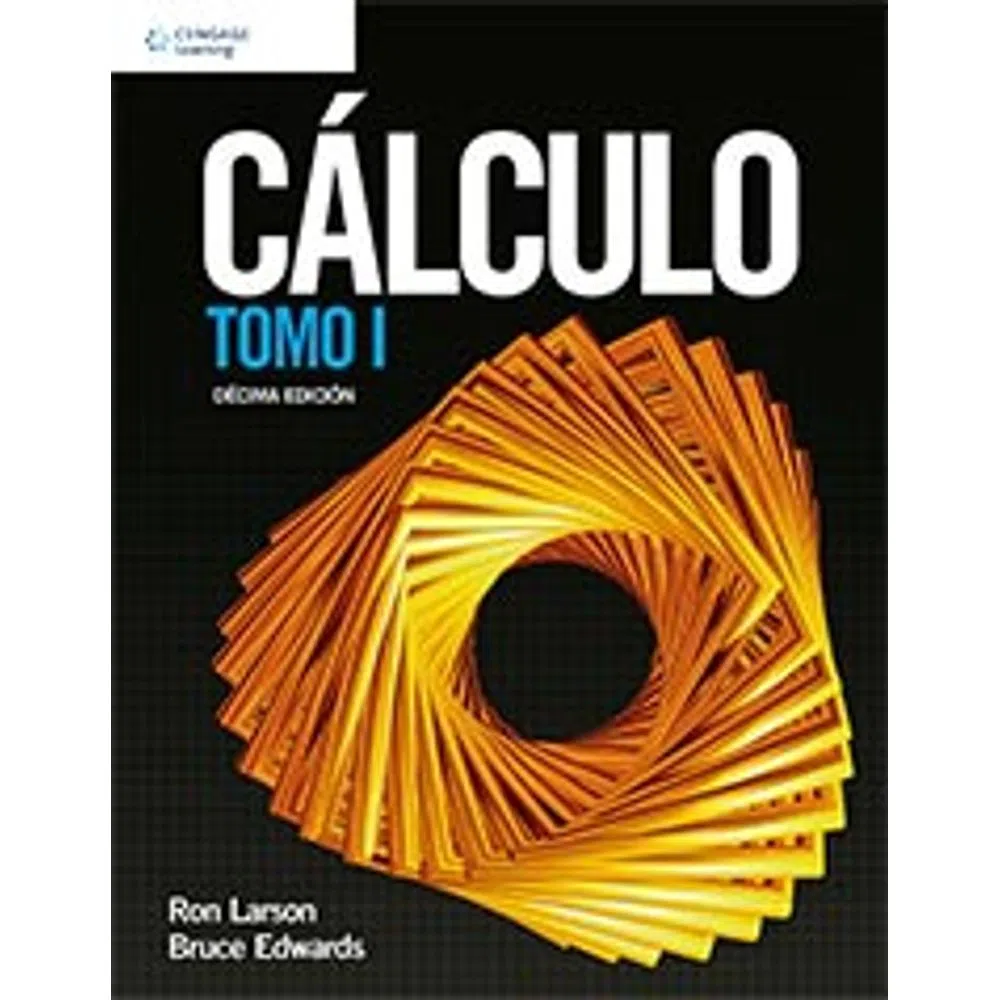 CENGAGE
Learning
CÁLCULO
TOMO I
DÉCIMA EDICIÓN
Ron Larson
Bruce Edwards